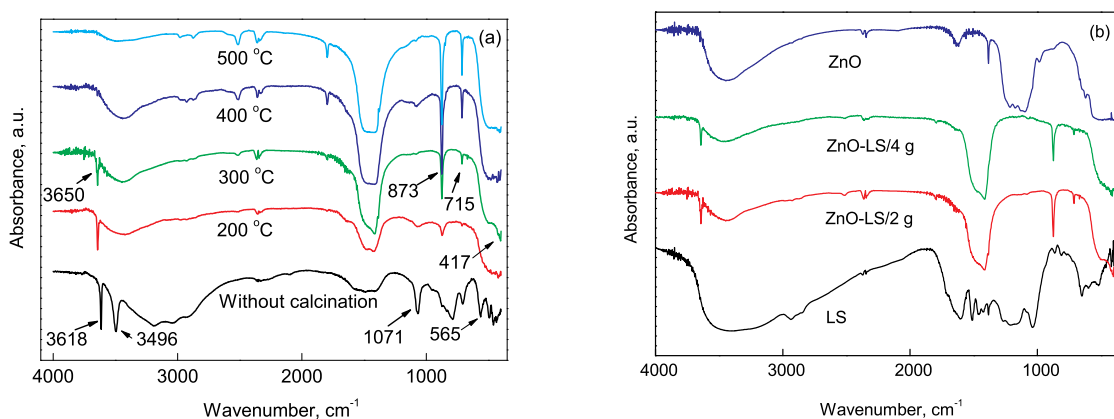 (a)
500 °C
400 °C
300 °C
3650
873
715
200 °C
417
Without calcination
3618
3496
1071
565
Absorbance, a.u.
4000 3000 2000 1000
Wavenumber, cm⁻¹
(b)
ZnO
ZnO-LS/4 g
ZnO-LS/2 g
LS
Absorbance, a.u.
4000 3000 2000 1000
Wavenumber, cm⁻¹